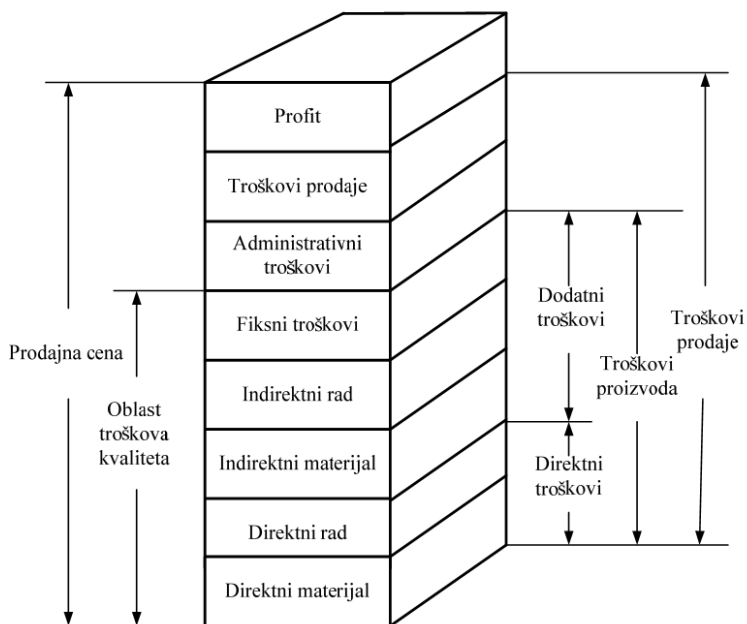 Profit
Troškovi prodaje
Administrativni
troškovi
Fiksni troškovi
Indirektni rad
Indirektni materijal
Direktni rad
Direktni materijal
Prodajna cena
Oblast
troškova
kvaliteta
Dodatni
troškovi
Direktni
troškovi
Troškovi
proizvoda
Troškovi
prodaje